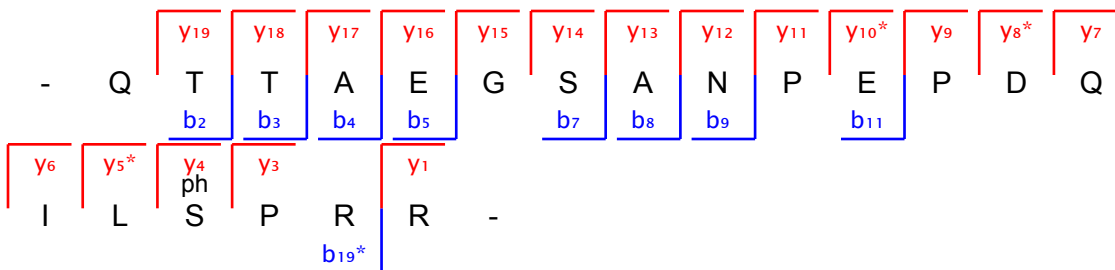 y19 y18 y17 y16 y15 y14 y13 y12 y11 y10* y9 y8* y7
- Q T T A E G S A N P E P D Q
b2 b3 b4 b5 b7 b8 b9 b11
y6 y5* y4 y3 y1
ph
I L S P R R -
b19*